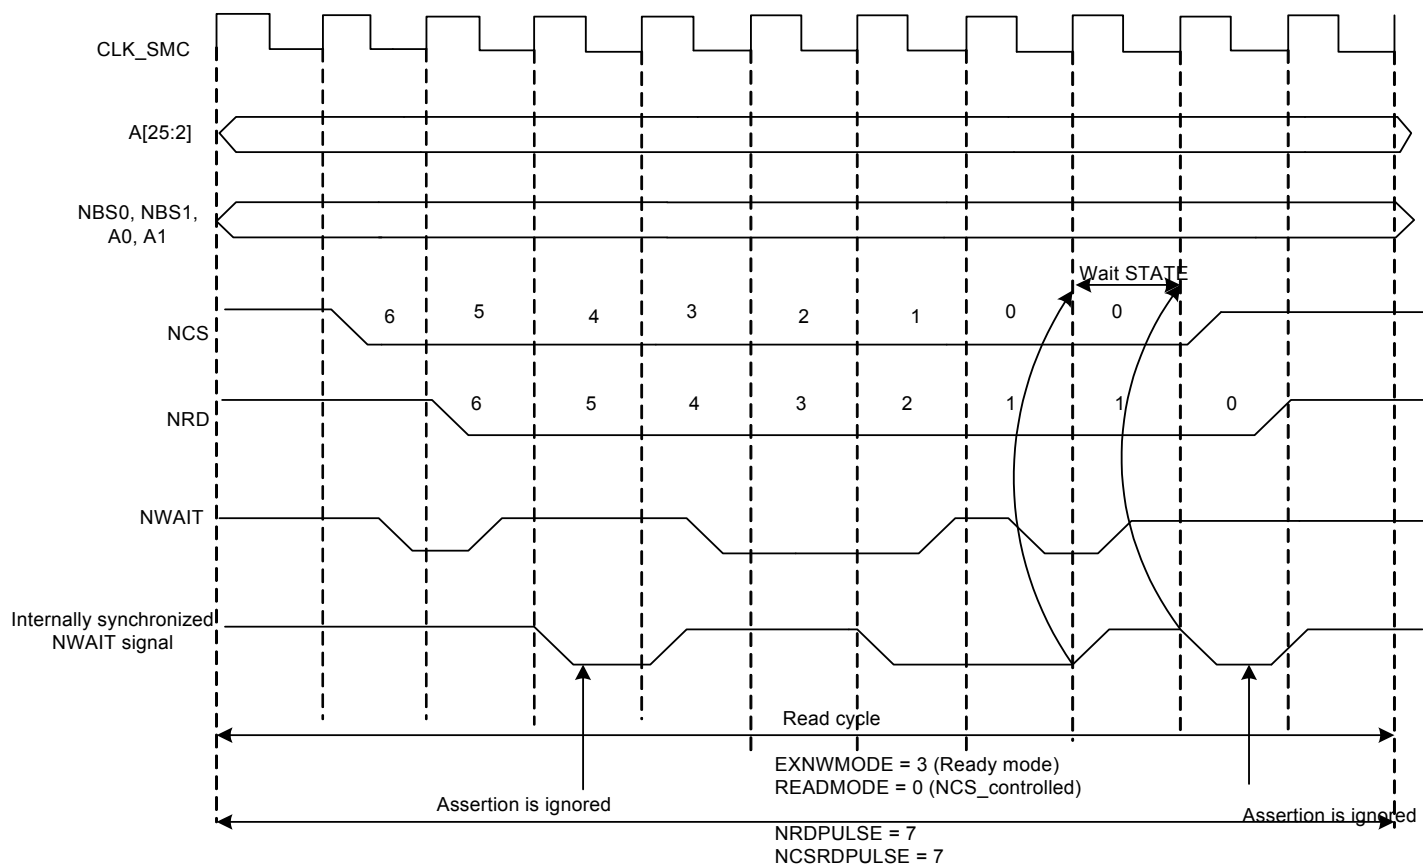 CLK_SMC
A[25:2]
NBS0, NBS1,
A0, A1
Wait STATE
NCS
6 5 4 3 2 1 0 0
NRD
6 5 4 3 2 1 1 0
NWAIT
Internally synchronized
NWAIT signal
Read cycle
EXNWMODE = 3 (Ready mode)
READMODE = 0 (NCS_controlled)
Assertion is ignored
Assertion is ignored
NRDPULSE = 7
NCSRDPULSE = 7